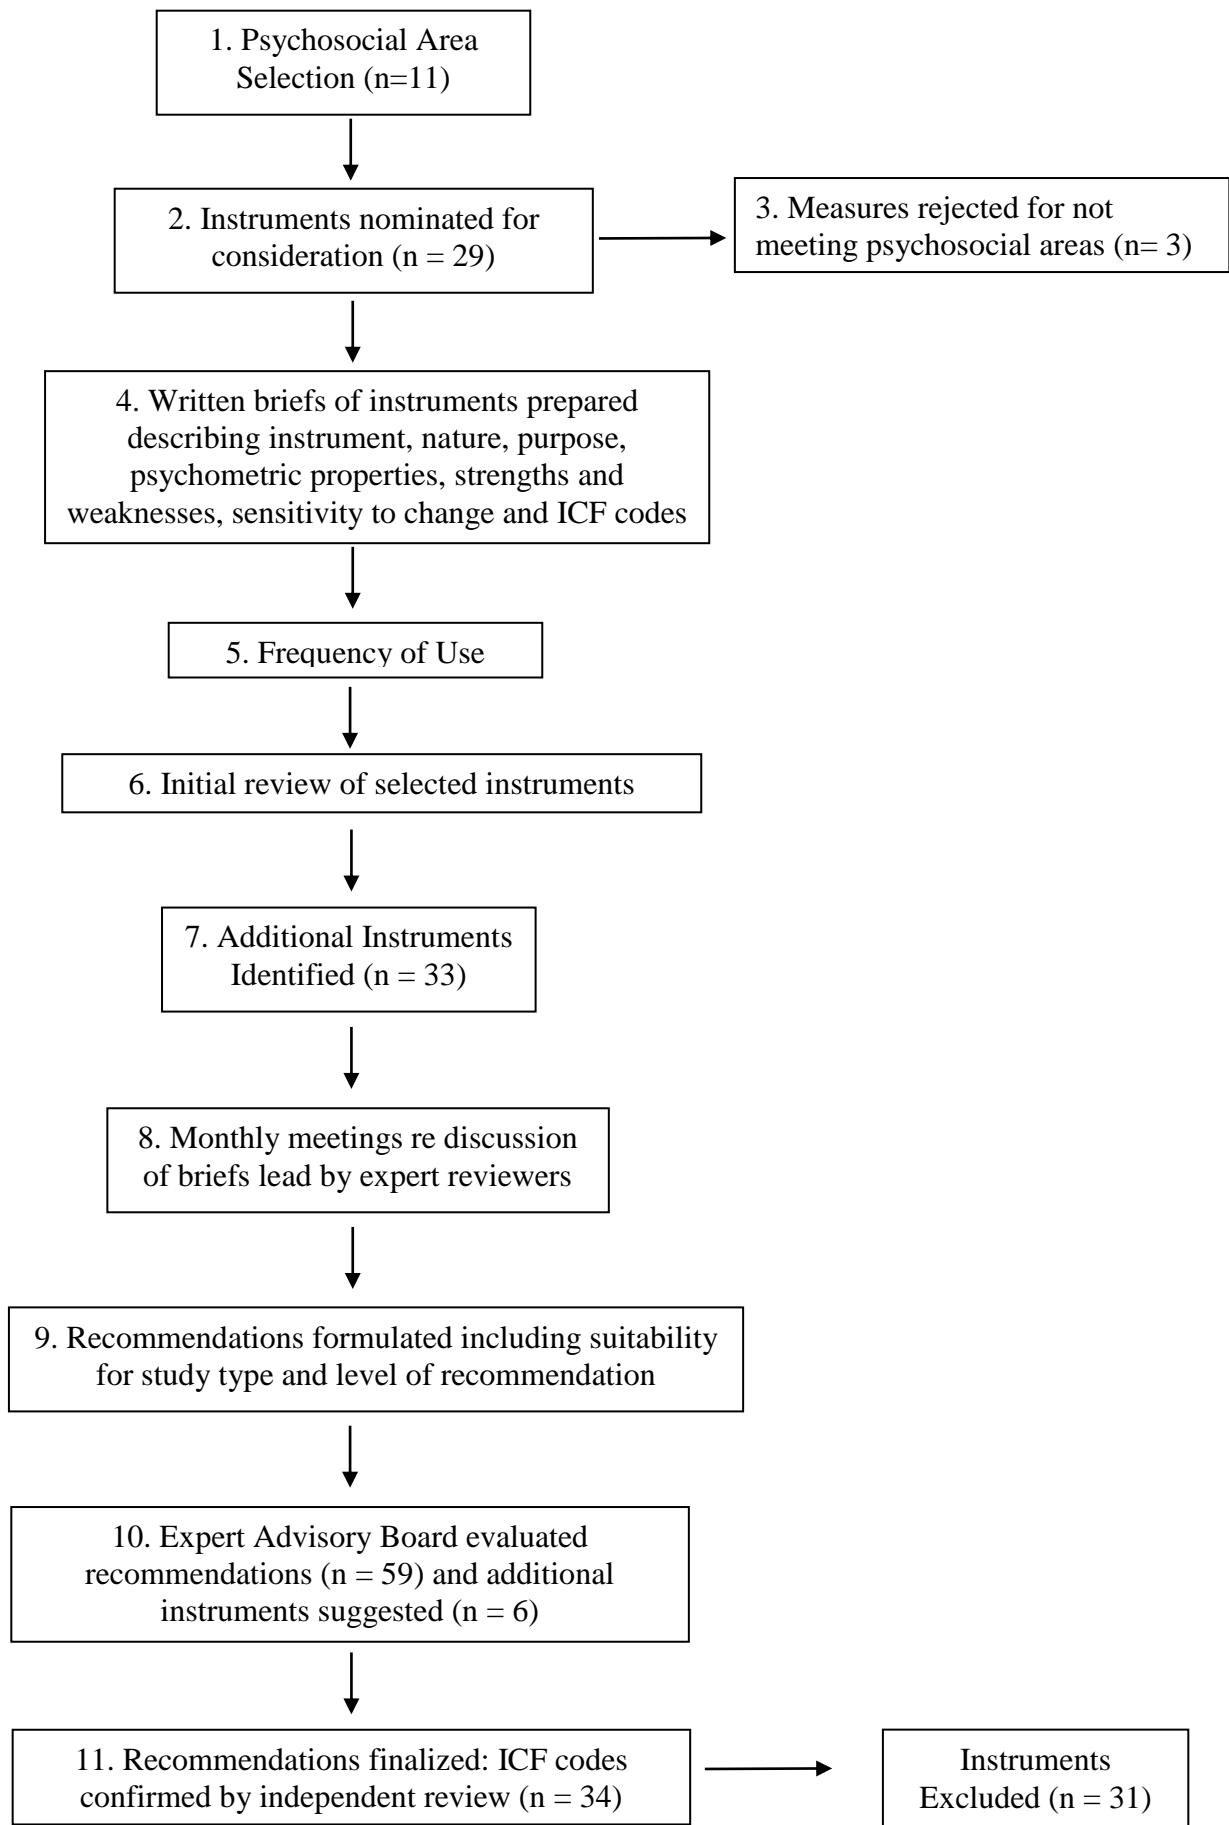 1. Psychosocial Area
Selection (n=11)
2. Instruments nominated for
consideration (n = 29)
3. Measures rejected for not
meeting psychosocial areas (n= 3)
4. Written briefs of instruments prepared
describing instrument, nature, purpose,
psychometric properties, strengths and
weaknesses, sensitivity to change and ICF codes
5. Frequency of Use
6. Initial review of selected instruments
7. Additional Instruments
Identified (n = 33)
8. Monthly meetings re discussion
of briefs lead by expert reviewers
9. Recommendations formulated including suitability
for study type and level of recommendation
10. Expert Advisory Board evaluated
recommendations (n = 59) and additional
instruments suggested (n = 6)
11. Recommendations finalized: ICF codes
confirmed by independent review (n = 34)
Instruments
Excluded (n = 31)